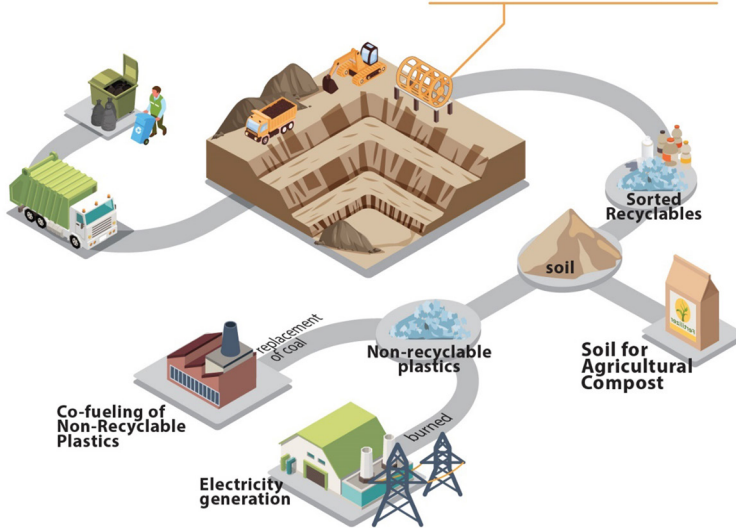 Sorted
Recyclables
soil
replacement
of coal
Non-recyclable
plastics
Soil for
Agricultural
Compost
Co-fueling of
Non-Recyclable
Plastics
burned
Electricity
generation